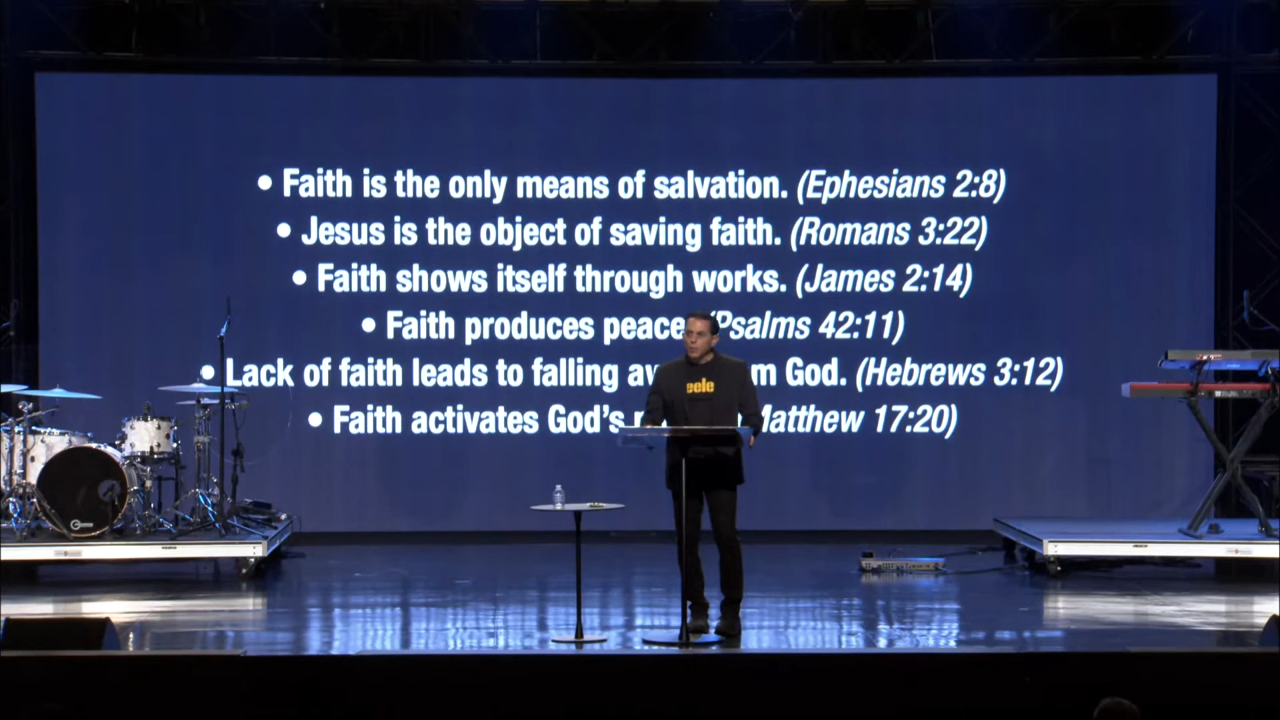 • Faith is the only means of salvation. (Ephesians 2:8)
• Jesus is the object of saving faith. (Romans 3:22)
• Faith shows itself through works. (James 2:14)
• Faith produces peace (Psalms 42:11)
• Lack of faith leads to falling God. (Hebrews 3:12)
• Faith activates God's Matthew 17:20)
eele